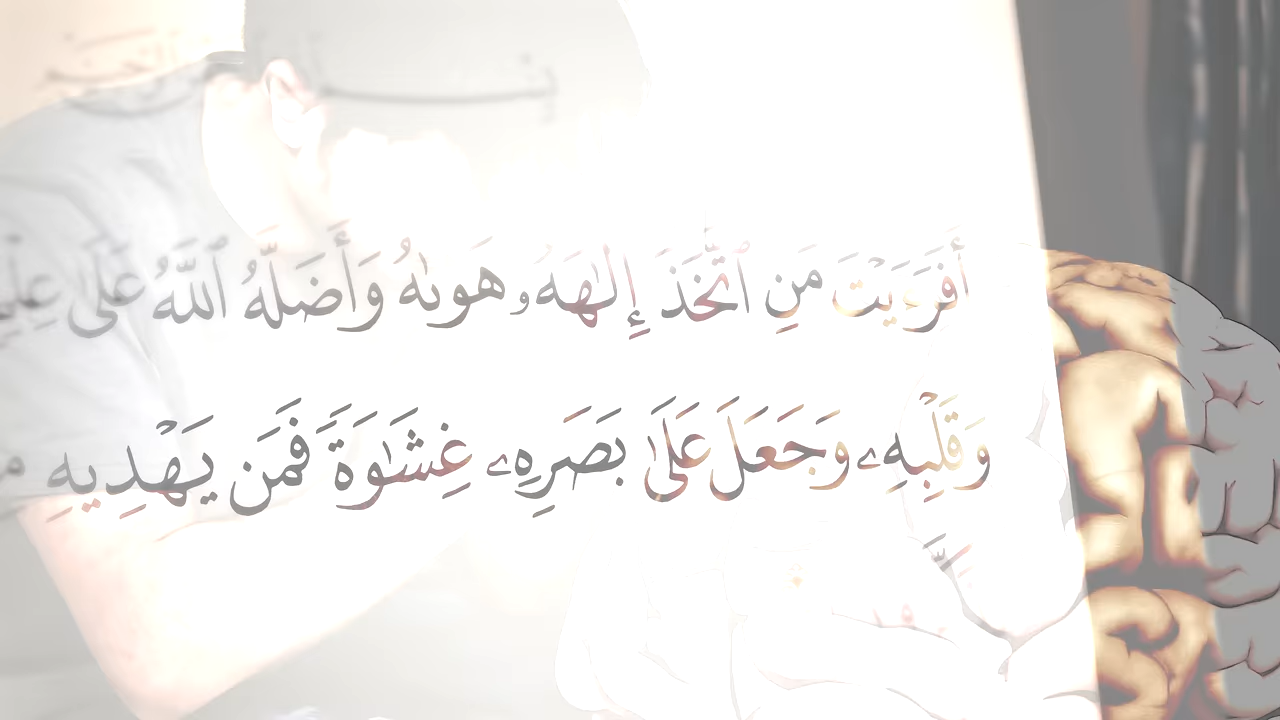 أَفَرَءَيْتَ مَنِ ٱتَّخَذَ إِلَٰهَهُۥ هَوَىٰهُ وَأَضَلَّهُ ٱللَّهُ عَلَىٰ
وَقَلْبِهِۦ وَجَعَلَ عَلَىٰ بَصَرِهِۦ غِشَٰوَةً فَمَن يَهْدِيهِ